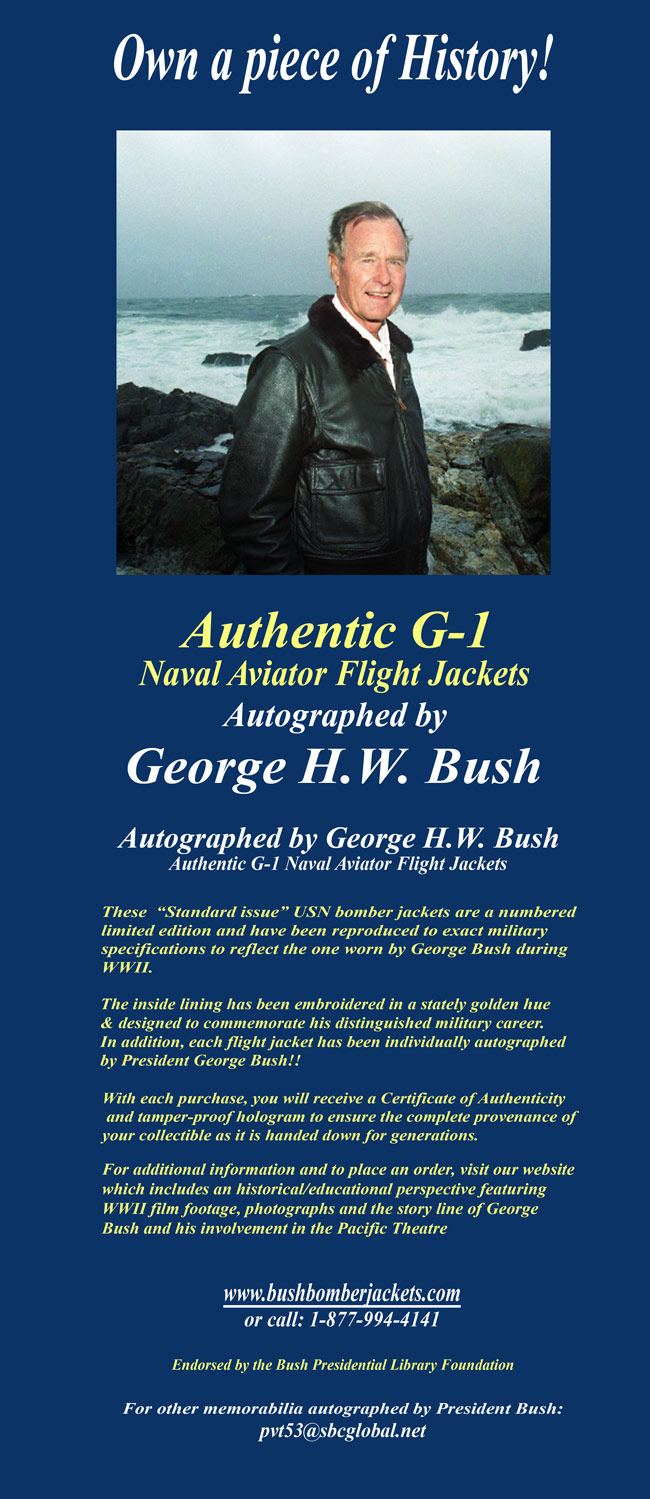 Own a piece of History!
Authentic G-1
Naval Aviator Flight Jackets
Autographed by
George H.W. Bush
Autographed by George H.W. Bush
Authentic G-1 Naval Aviator Flight Jackets
These “Standard issue” USN bomber jackets are a numbered
limited edition and have been reproduced to exact military
specifications to reflect the one worn by George Bush during
WWII.
The inside lining has been embroidered in a stately golden hue
& designed to commemorate his distinguished military career.
In addition, each flight jacket has been individually autographed
by President George Bush!!
With each purchase, you will receive a Certificate of Authenticity
and tamper-proof hologram to ensure the complete provenance of
your collectible as it is handed down for generations.
For additional information and to place an order, visit our website
which includes an historical/educational perspective featuring
WWII film footage, photographs and the story line of George
Bush and his involvement in the Pacific Theatre
www.bushbomberjackets.com
or call: 1-877-994-4141
Endorsed by the Bush Presidential Library Foundation
For other memorabilia autographed by President Bush:
pvt53@sbcglobal.net